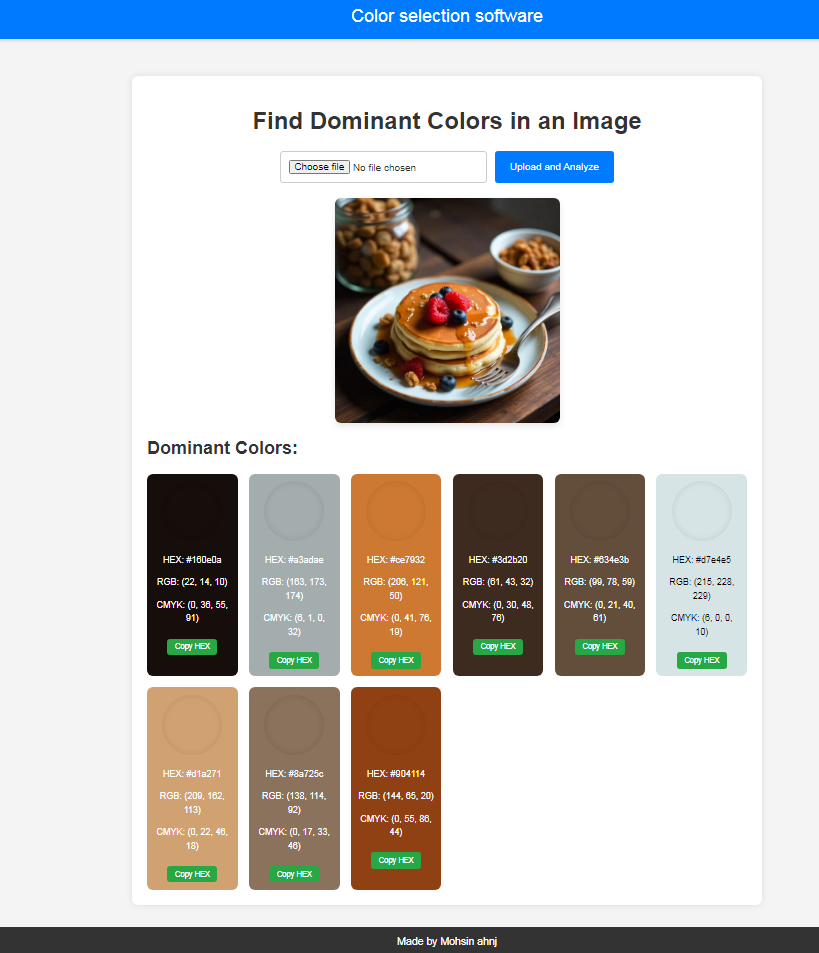 Color selection software
Find Dominant Colors in an Image
Choose file No file chosen
Upload and Analyze
Dominant Colors:
HEX: #160e0a
RGB: (22, 14, 10)
CMYK: (0, 36, 55,
91)
Copy HEX
HEX: #a3adae
RGB: (163, 173,
174)
CMYK: (6, 1, 0,
32)
Copy HEX
HEX: #ce7932
RGB: (206, 121,
50)
CMYK: (0, 41, 76,
19)
Copy HEX
HEX: #3d2b20
RGB: (61, 43, 32)
CMYK: (0, 30, 48,
76)
Copy HEX
HEX: #634e3b
RGB: (99, 78, 59)
CMYK: (0, 21, 40,
61)
Copy HEX
HEX: #d7e4e5
RGB: (215, 228,
229)
CMYK: (6, 0, 0,
10)
Copy HEX
HEX: #d1a271
RGB: (209, 162,
113)
CMYK: (0, 22, 46,
18)
Copy HEX
HEX: #8a725c
RGB: (138, 114,
92)
CMYK: (0, 17, 33,
46)
Copy HEX
HEX: #904114
RGB: (144, 65, 20)
CMYK: (0, 55, 86,
44)
Copy HEX
Made by Mohsin ahnj